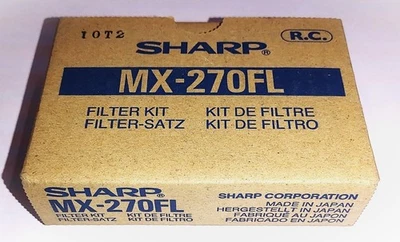 10T2
SHARP®
R.C.
MX-270FL
FILTER KIT KIT DE FILTRE
FILTER-SATZ KIT DE FILTRO
SHARP
MX-270FL
FILTER KIT KIT DE FILTRE
FILTER-SATZ KIT DE FILTRO
SHARP CORPORATION
MADE IN JAPAN
HERGESTELLT IN JAPAN
FABRIQUÉ AU JAPON
FABRICADO EN JAPÓN